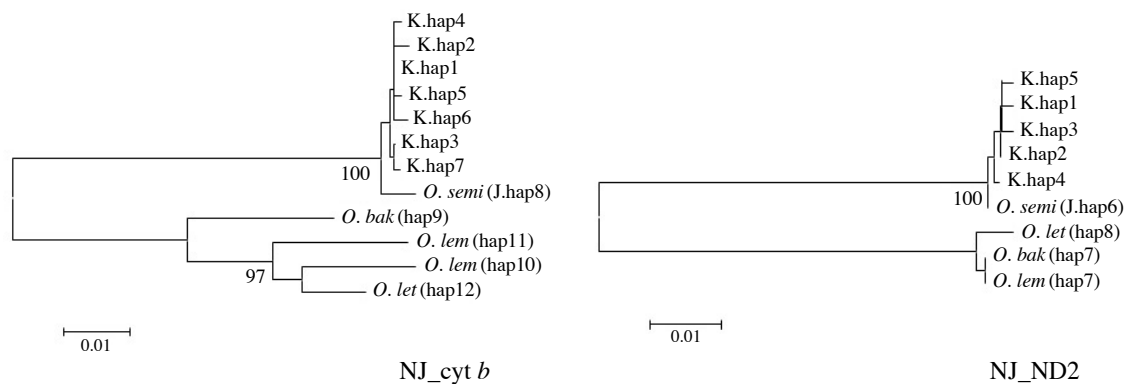 K.hap4
K.hap2
K.hap1
K.hap5
K.hap6
K.hap3
K.hap7
100
O. semi (J.hap8)
O. bak (hap9)
O. lem (hap11)
97
O. lem (hap10)
O. let (hap12)
0.01
NJ_cyt b
K.hap5
K.hap1
K.hap3
K.hap2
K.hap4
100
O. semi (J.hap6)
O. let (hap8)
O. bak (hap7)
O. lem (hap7)
0.01
NJ_ND2